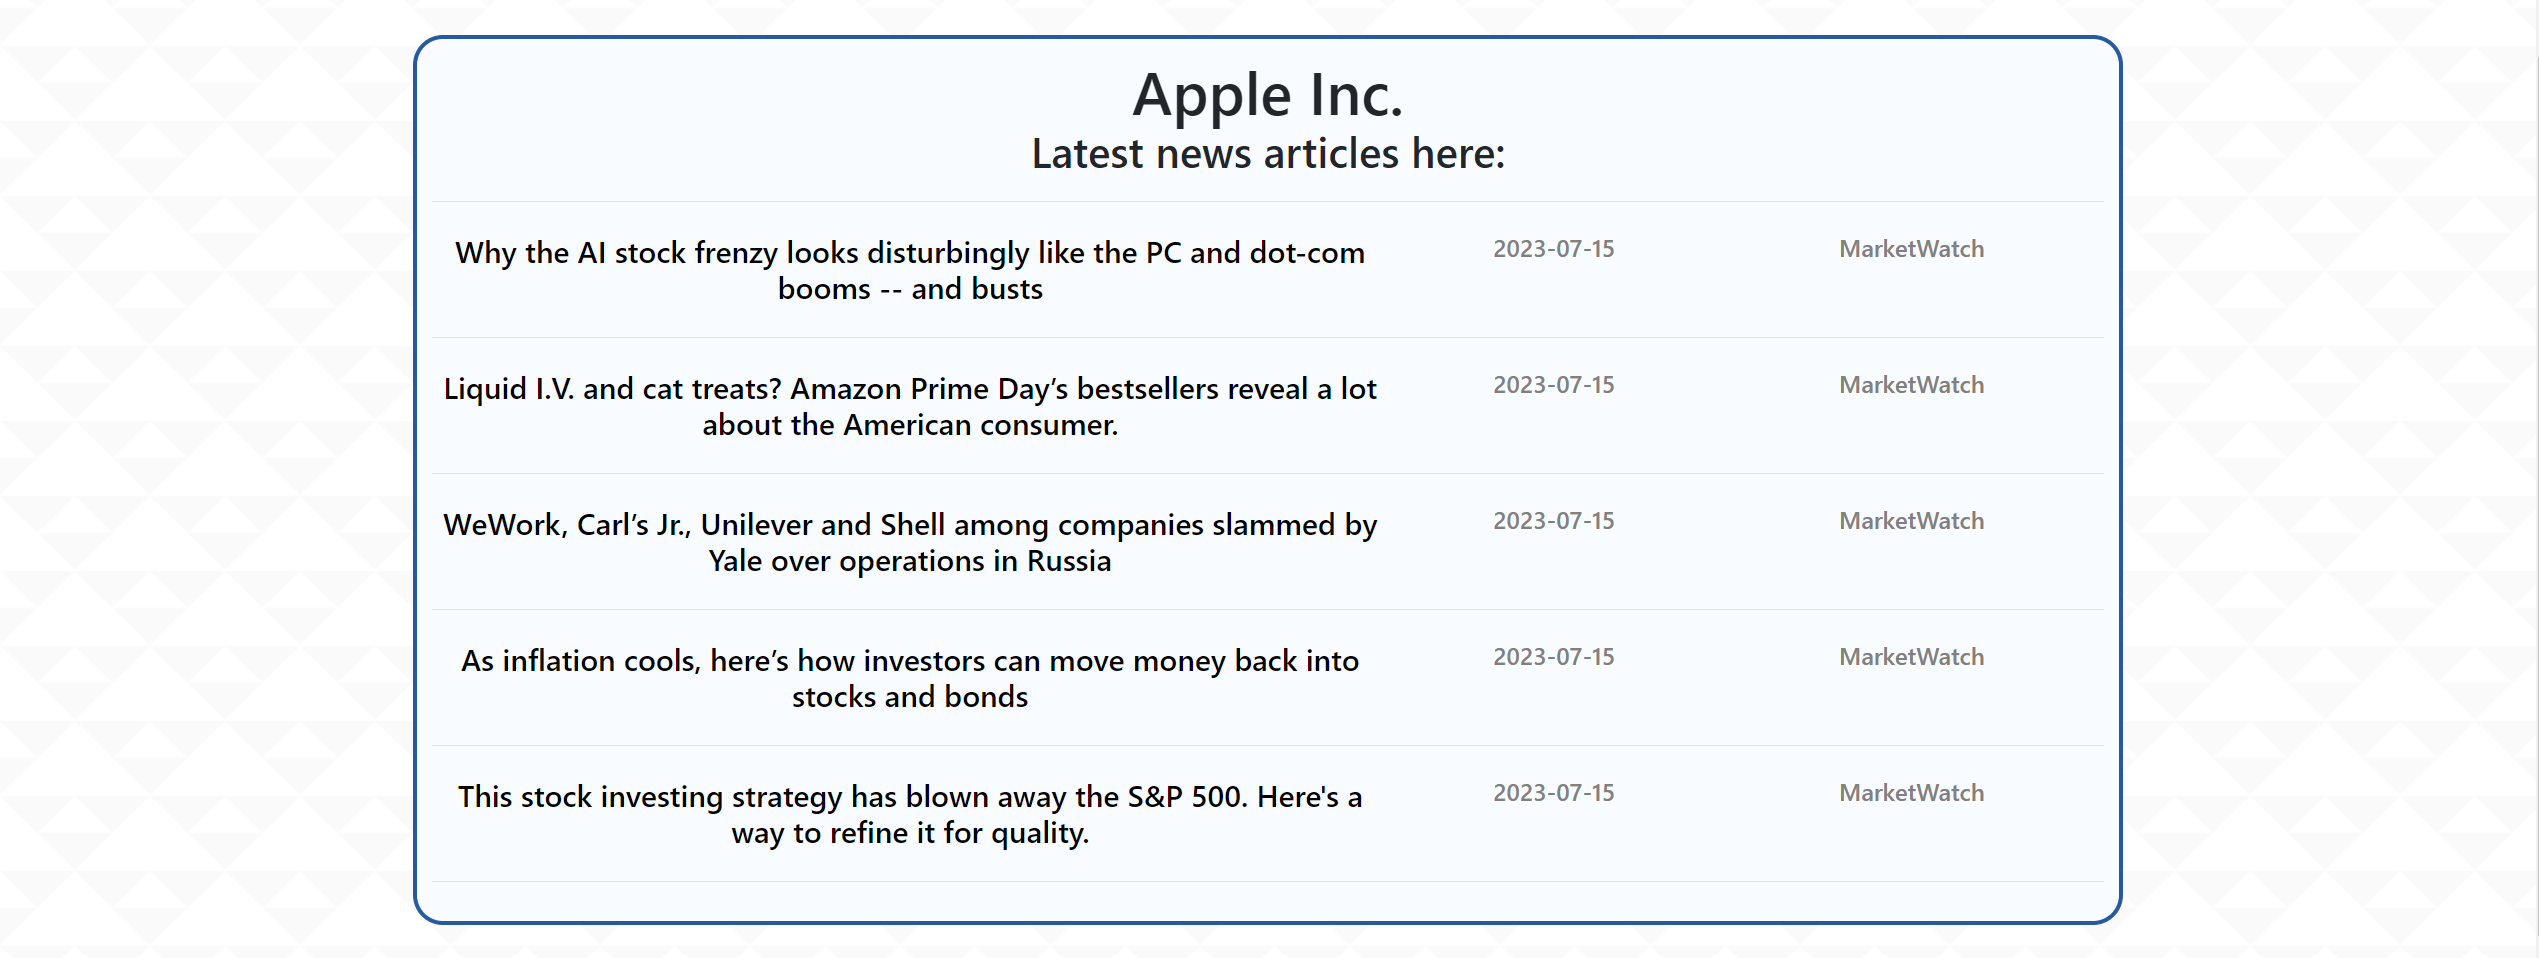 Apple Inc.
Latest news articles here:
Why the AI stock frenzy looks disturbingly like the PC and dot-com
booms -- and busts
2023-07-15
MarketWatch
Liquid I.V. and cat treats? Amazon Prime Day’s bestsellers reveal a lot
about the American consumer.
2023-07-15
MarketWatch
WeWork, Carl’s Jr., Unilever and Shell among companies slammed by
Yale over operations in Russia
2023-07-15
MarketWatch
As inflation cools, here’s how investors can move money back into
stocks and bonds
2023-07-15
MarketWatch
This stock investing strategy has blown away the S&P 500. Here's a
way to refine it for quality.
2023-07-15
MarketWatch